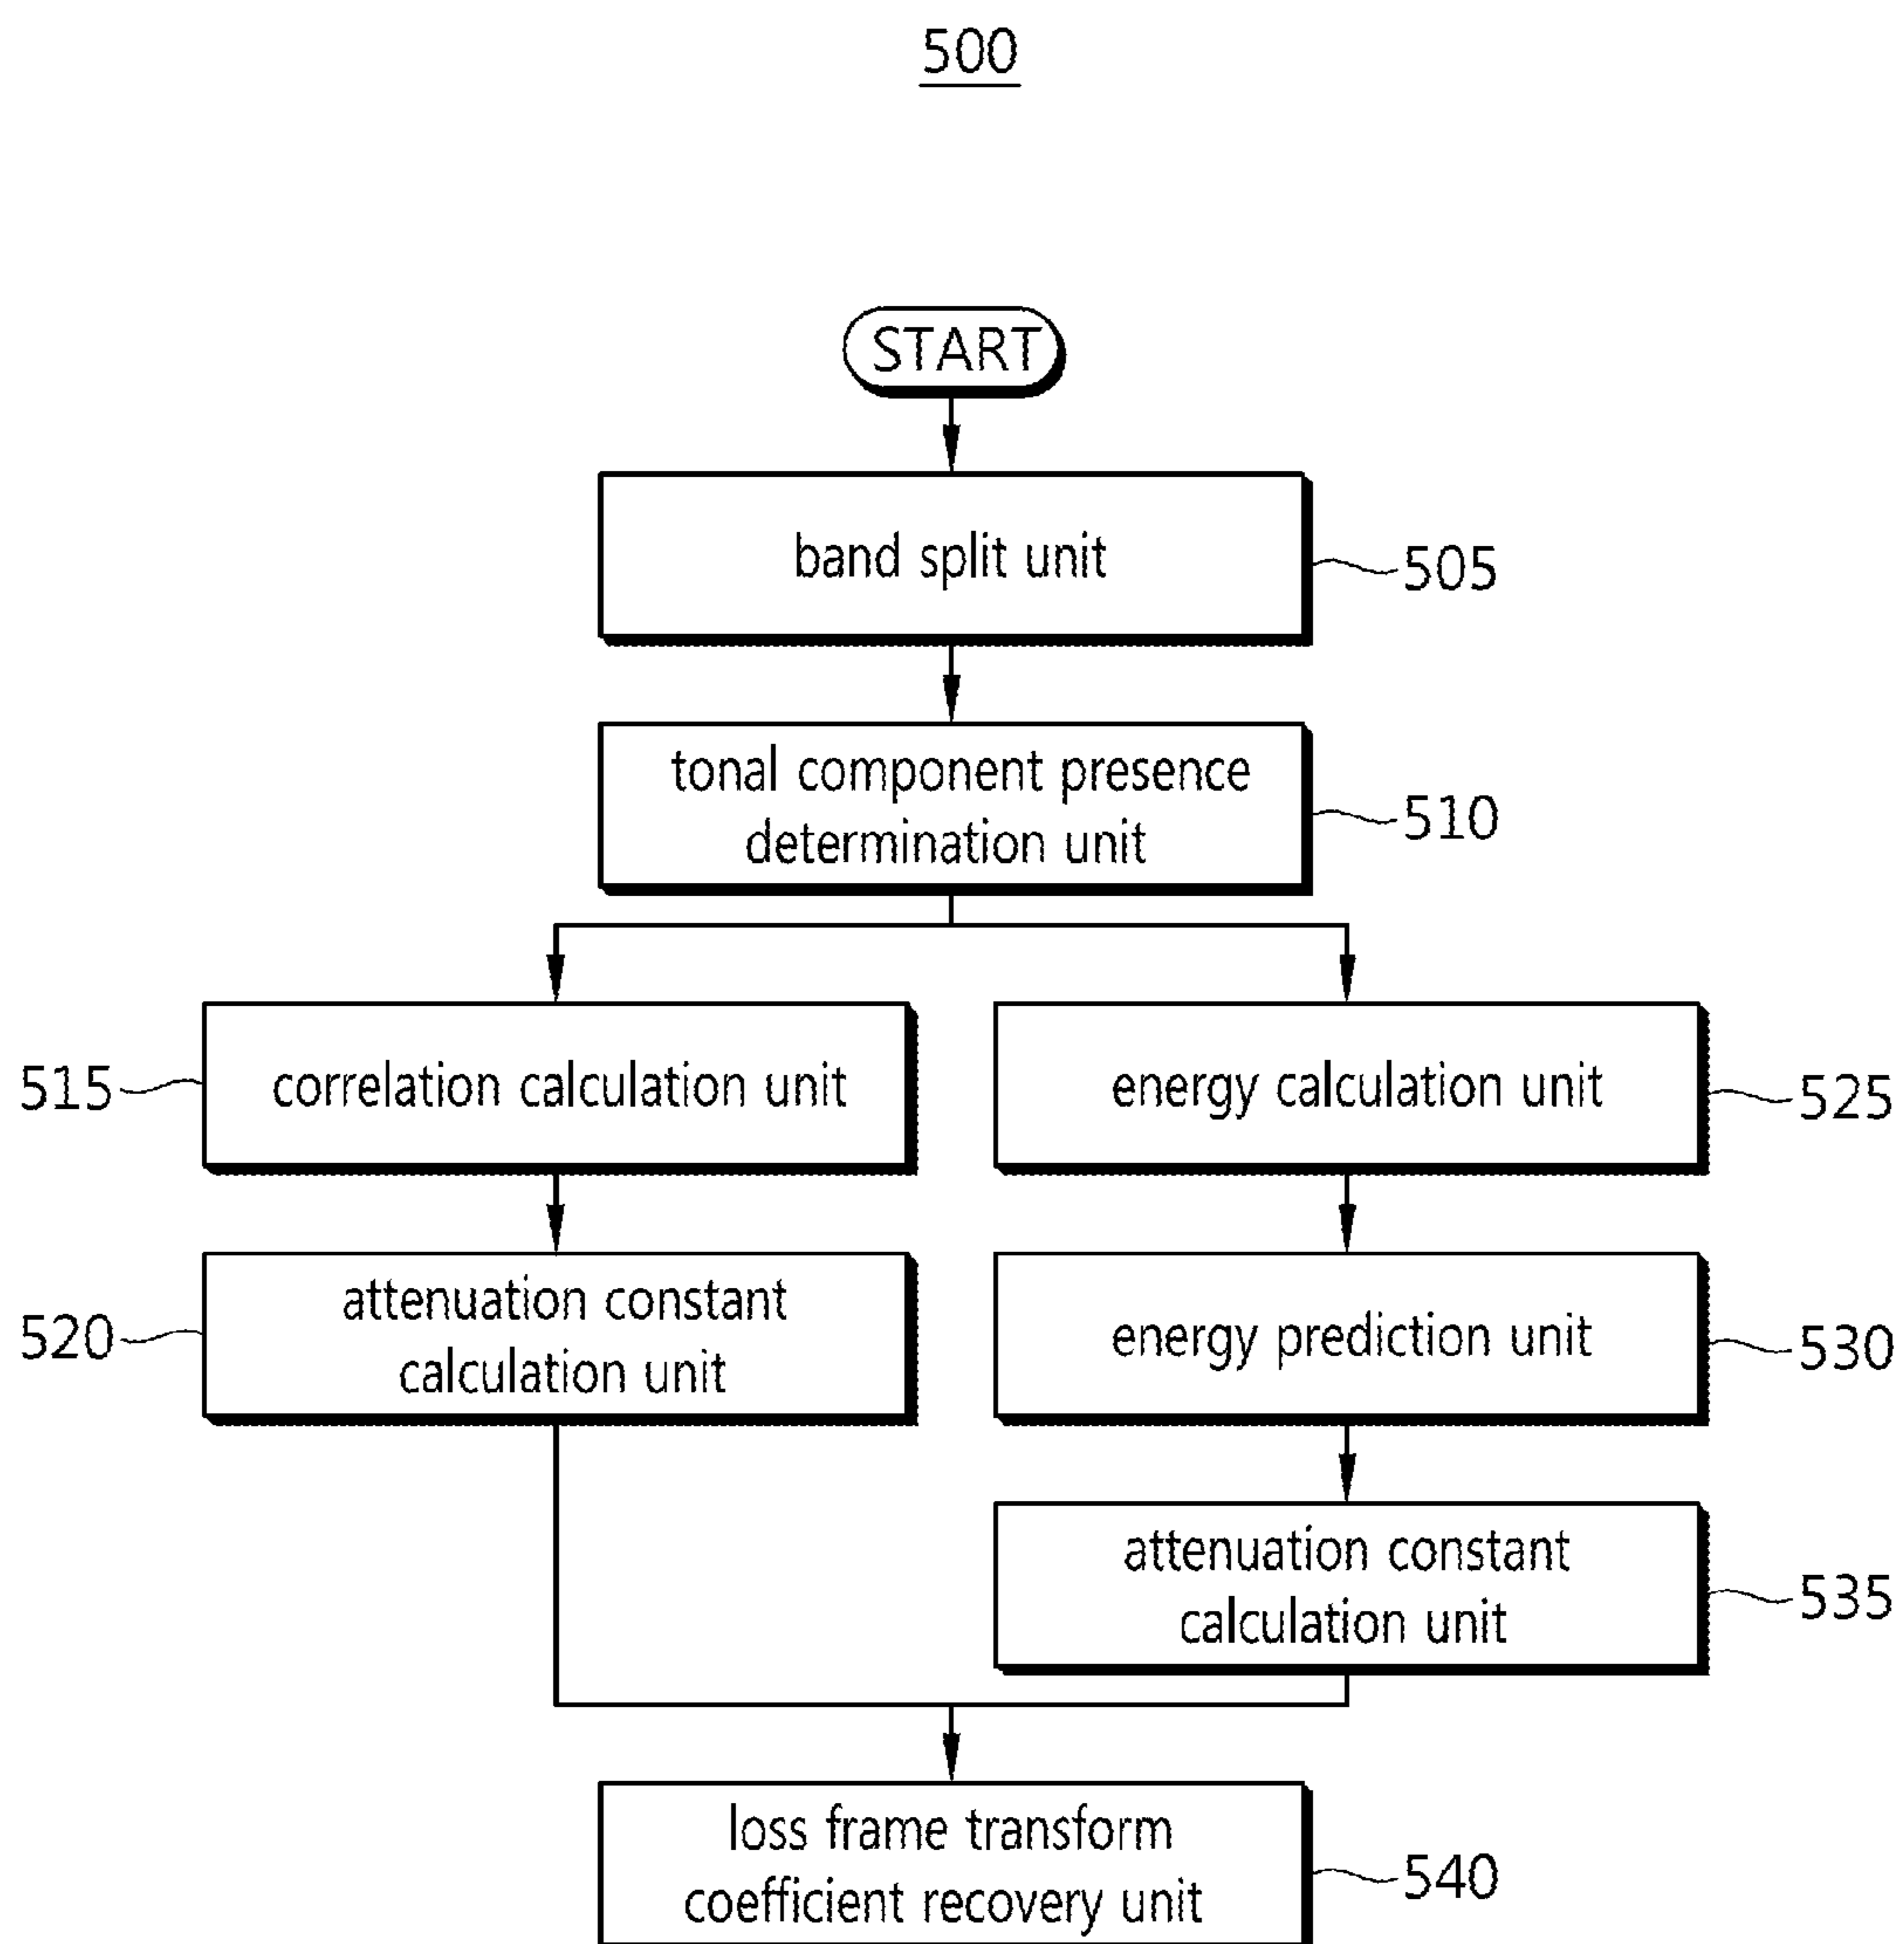 500
START
band split unit
505
tonal component presence
determination unit
510
515
correlation calculation unit
energy calculation unit
525
520
attenuation constant
calculation unit
energy prediction unit
530
attenuation constant
calculation unit
535
loss frame transform
coefficient recovery unit
540